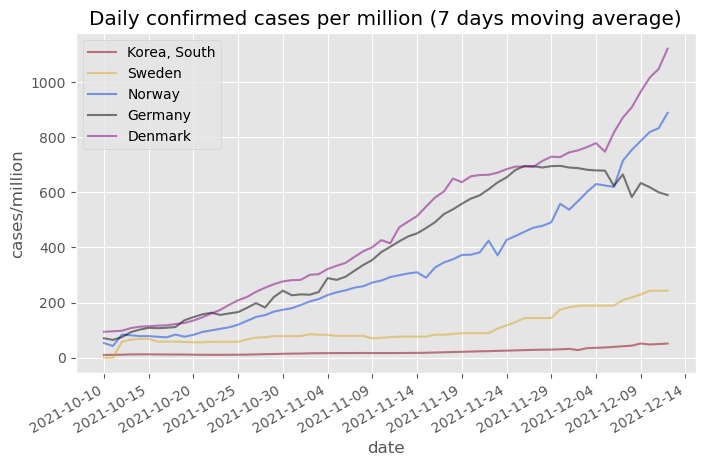 Daily confirmed cases per million (7 days moving average)
Korea, South
Sweden
Norway
Germany
Denmark
cases/million
1000
800
600
400
200
0
2021-10-10
2021-10-15
2021-10-20
2021-10-25
2021-10-30
2021-11-04
2021-11-09
2021-11-14
2021-11-19
2021-11-24
2021-11-29
2021-12-04
2021-12-09
2021-12-14
date